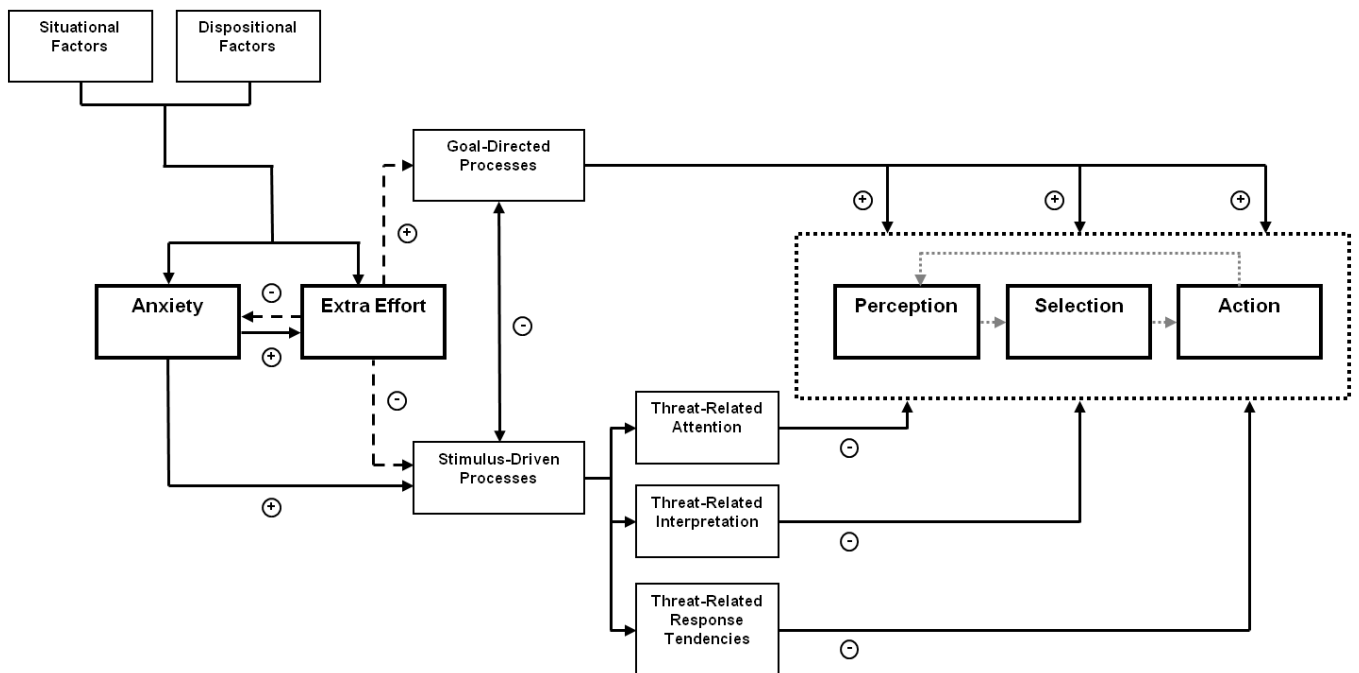 Situational
Factors
Dispositional
Factors
Goal-Directed
Processes
+
+
+
+
Anxiety
-
+
Extra Effort
-
-
Perception
Selection
Action
Threat-Related
Attention
-
Stimulus-Driven
Processes
+
Threat-Related
Interpretation
-
Threat-Related
Response
Tendencies
-